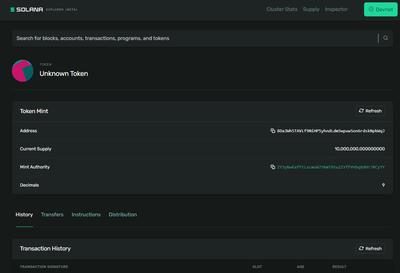 SOLANA EXPLORER (BETA)
Cluster Stats Supply Inspector Devnet
Search for blocks, accounts, transactions, programs, and tokens
TOKEN
Unknown Token
Token Mint Refresh
Address
Current Supply 10,000,000.000000000
Mint Authority
Decimals 9
History Transfers Instructions Distribution
Transaction History Refresh
TRANSACTION SIGNATURE SLOT AGE RESULT